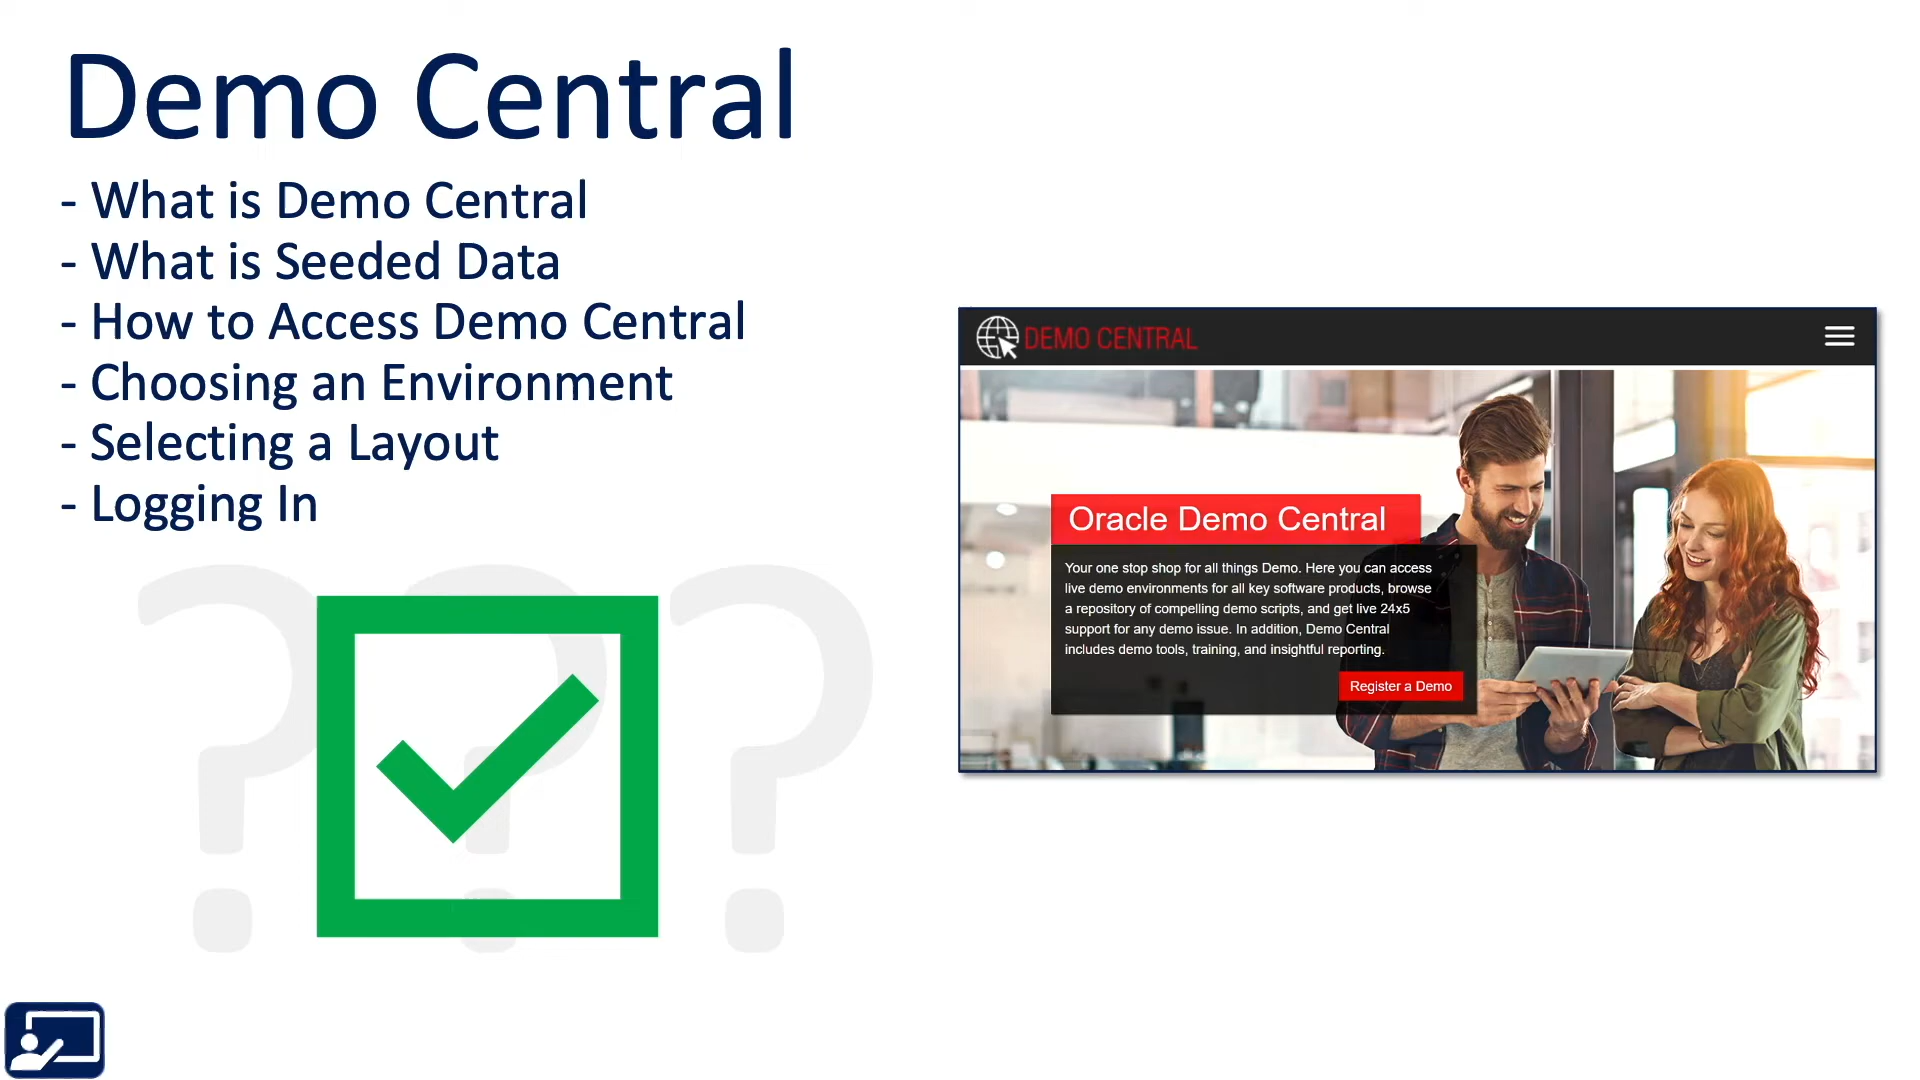 Demo Central
- What is Demo Central
- What is Seeded Data
- How to Access Demo Central
- Choosing an Environment
- Selecting a Layout
- Logging In
???
DEMO CENTRAL
Oracle Demo Central
Your one stop shop for all things Demo. Here you can access
live demo environments for all key software products, browse
a repository of compelling demo scripts, and get live 24x5
support for any demo issue. In addition, Demo Central
includes demo tools, training, and insightful reporting.
Register a Demo